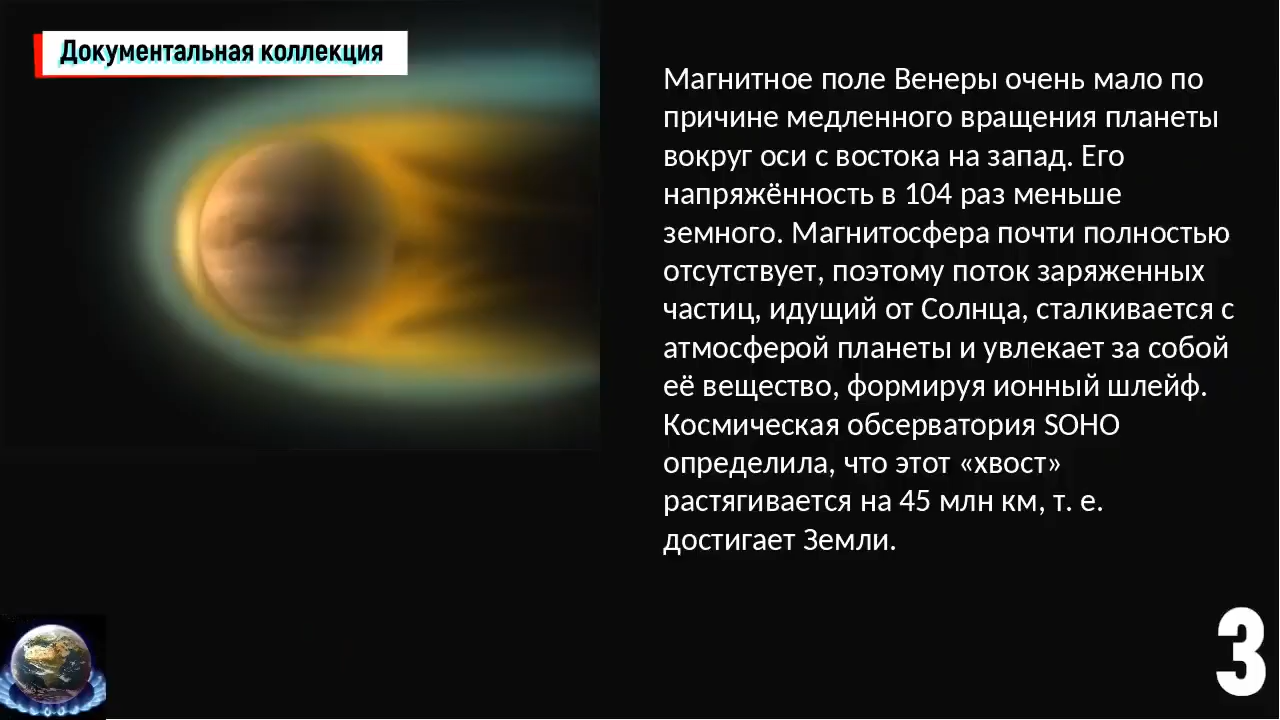 Документальная коллекция
Магнитное поле Венеры очень мало по
причине медленного вращения планеты
вокруг оси с востока на запад. Его
напряжённость в 104 раз меньше
земного. Магнитосфера почти полностью
отсутствует, поэтому поток заряженных
частиц, идущий от Солнца, сталкивается с
атмосферой планеты и увлекает за собой
её вещество, формируя ионный шлейф.
Космическая обсерватория SOHO
определила, что этот «хвост»
растягивается на 45 млн км, т. е.
достигает Земли.
3